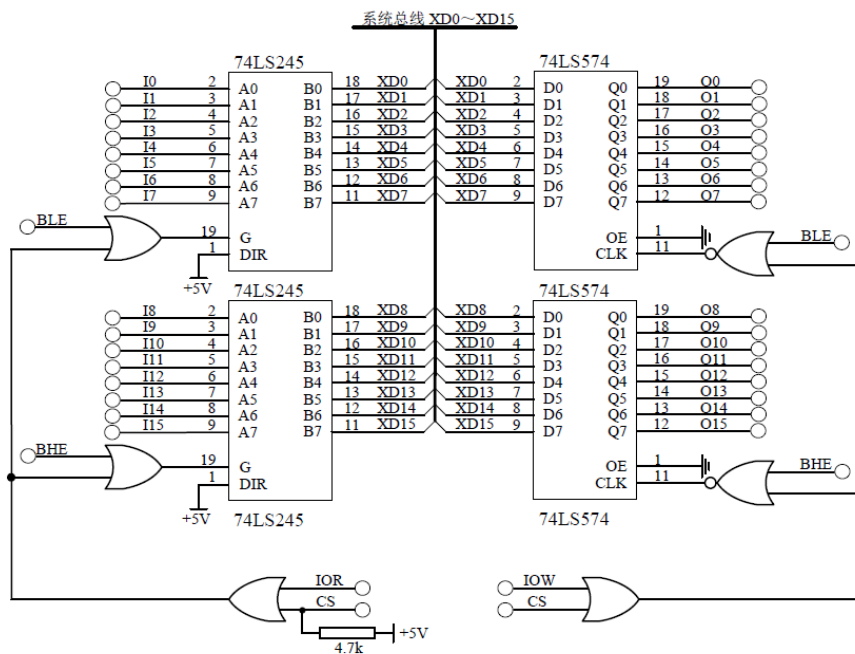 系统总线 XD0～XD15
74LS245
74LS574
I0 2 A0 B0 18 XD0 XD0 2 D0 Q0 19 O0
I1 3 A1 B1 17 XD1 XD1 3 D1 Q1 18 O1
I2 4 A2 B2 16 XD2 XD2 4 D2 Q2 17 O2
I3 5 A3 B3 15 XD3 XD3 5 D3 Q3 16 O3
I4 6 A4 B4 14 XD4 XD4 6 D4 Q4 15 O4
I5 7 A5 B5 13 XD5 XD5 7 D5 Q5 14 O5
I6 8 A6 B6 12 XD6 XD6 8 D6 Q6 13 O6
I7 9 A7 B7 11 XD7 XD7 9 D7 Q7 12 O7
BLE 19 G OE 1 BLE
1 DIR CLK 11
+5V
74LS245
74LS574
I8 2 A0 B0 18 XD8 XD8 2 D0 Q0 19 O8
I9 3 A1 B1 17 XD9 XD9 3 D1 Q1 18 O9
I10 4 A2 B2 16 XD10 XD10 4 D2 Q2 17 O10
I11 5 A3 B3 15 XD11 XD11 5 D3 Q3 16 O11
I12 6 A4 B4 14 XD12 XD12 6 D4 Q4 15 O12
I13 7 A5 B5 13 XD13 XD13 7 D5 Q5 14 O13
I14 8 A6 B6 12 XD14 XD14 8 D6 Q6 13 O14
I15 9 A7 B7 11 XD15 XD15 9 D7 Q7 12 O15
BHE 19 G OE 1 BHE
1 DIR CLK 11
+5V
74LS245
74LS574
IOR IOW
CS CS
+5V
4.7k